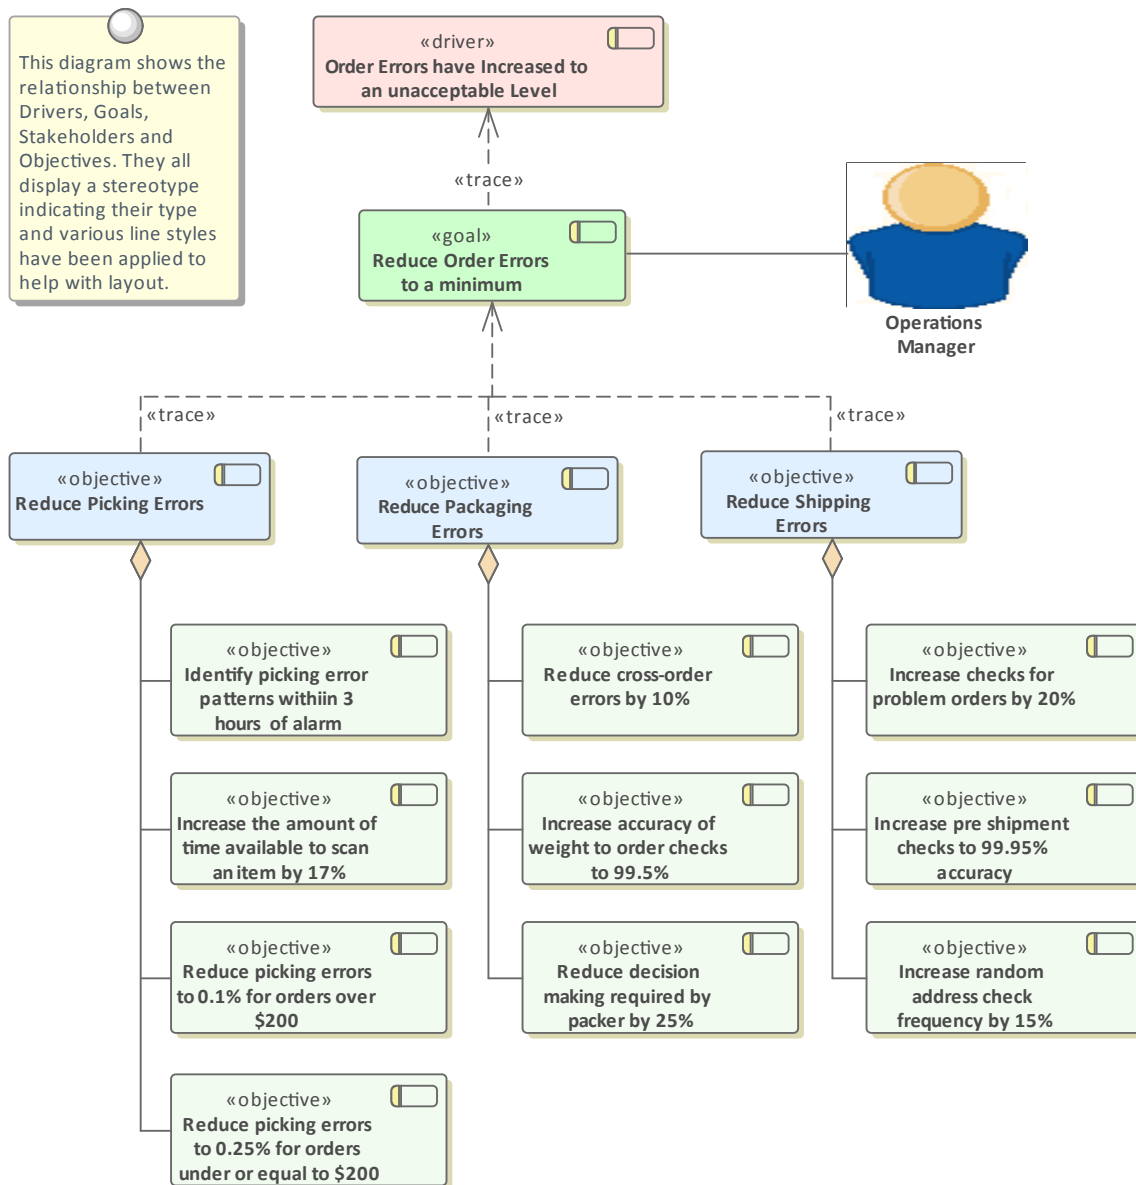 This diagram shows the
relationship between
Drivers, Goals,
Stakeholders and
Objectives. They all
display a stereotype
indicating their type
and various line styles
have been applied to
help with layout.
«driver»
Order Errors have Increased to
an unacceptable Level
«trace»
«goal»
Reduce Order Errors
to a minimum
Operations
Manager
«trace»
«trace»
«trace»
«objective»
Reduce Picking Errors
«objective»
Reduce Packaging
Errors
«objective»
Reduce Shipping
Errors
«objective»
Identify picking error
patterns withiin 3
hours of alarm
«objective»
Increase the amount of
time available to scan
an item by 17%
«objective»
Reduce picking errors
to 0.1% for orders over
$200
«objective»
Reduce picking errors
to 0.25% for orders
under or equal to $200
«objective»
Reduce cross-order
errors by 10%
«objective»
Increase accuracy of
weight to order checks
to 99.5%
«objective»
Reduce decision
making required by
packer by 25%
«objective»
Increase checks for
problem orders by 20%
«objective»
Increase pre shipment
checks to 99.95%
accuracy
«objective»
Increase random
address check
frequency by 15%